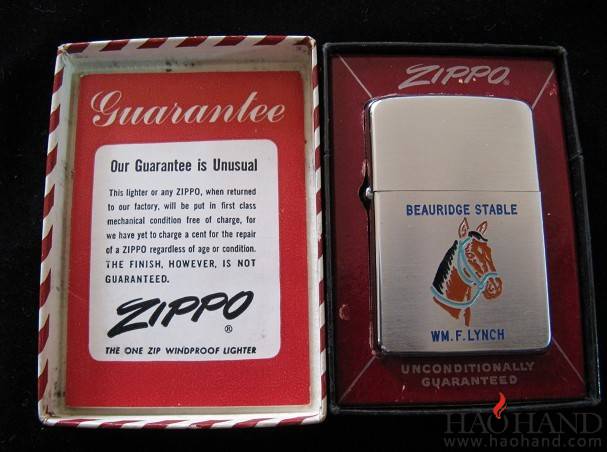 Guarantee
Our Guarantee is Unusual
This lighter or any ZIPPO, when returned
to our factory, will be put in first class
mechanical condition free of charge, for
we have yet to charge a cent for the repair
of a ZIPPO regardless of age or condition.
THE FINISH, HOWEVER, IS NOT
GUARANTEED.
ZIPPO®
THE ONE ZIP WINDPROOF LIGHTER
ZIPPO®
BEAURIDGE STABLE
WM. F. LYNCH
UNCONDITIONALLY
GUARANTEED
HAOHAND
www.haohand.com